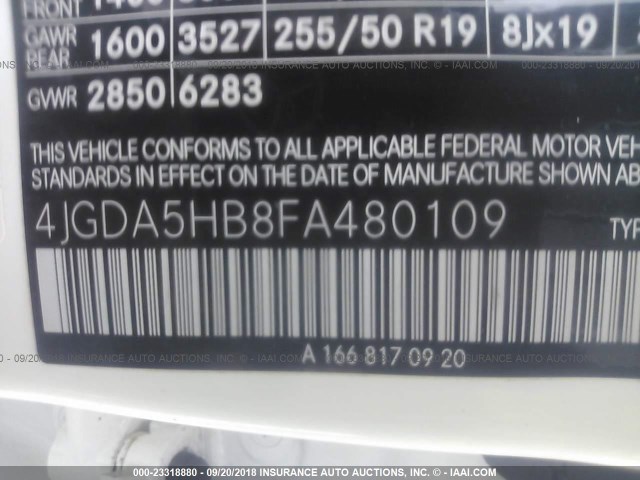 FRONT
GAWR REAR 1600 3527 255/50 R19 8Jx19
GVWR 2850 6283
THIS VEHICLE CONFORMS TO ALL APPLICABLE FEDERAL MOTOR VEH
STANDARDS IN EFFECT ON THE DATE OF MANUFACTURE SHOWN AB
4JGDA5HB8FA480109 TYP
A 166 817 09 20
000-23318880 - 09/20/2018 INSURANCE AUTO AUCTIONS, INC. - © IAAI.COM